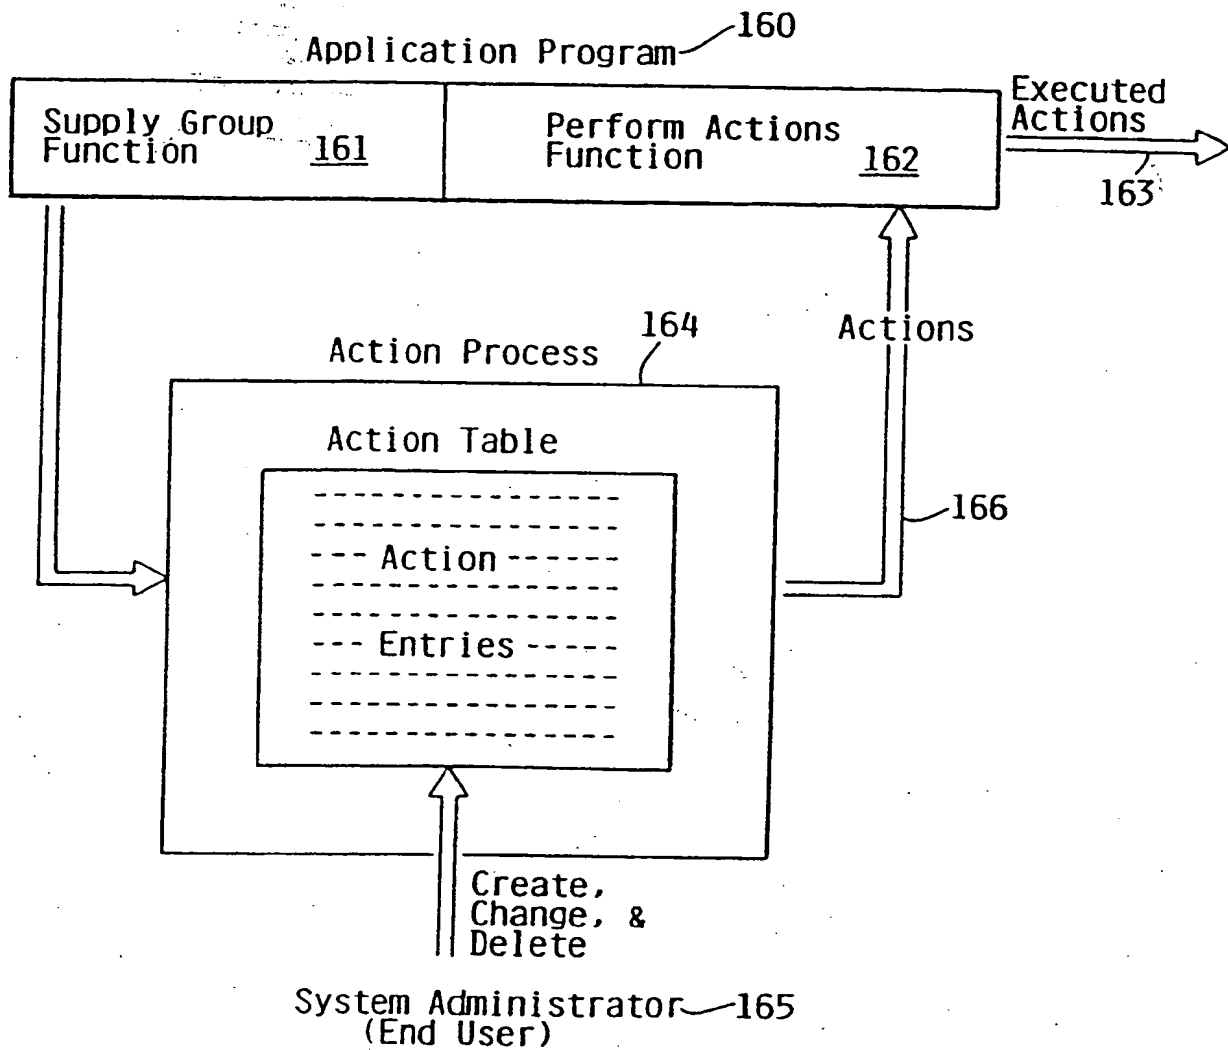 160
Application Program
Supply Group
Function 161
Perform Actions
Function 162
Executed
Actions
163
164
Action Process
Actions
Action Table
Action
Entries
166
Create,
Change, &
Delete
System Administrator 165
(End User)